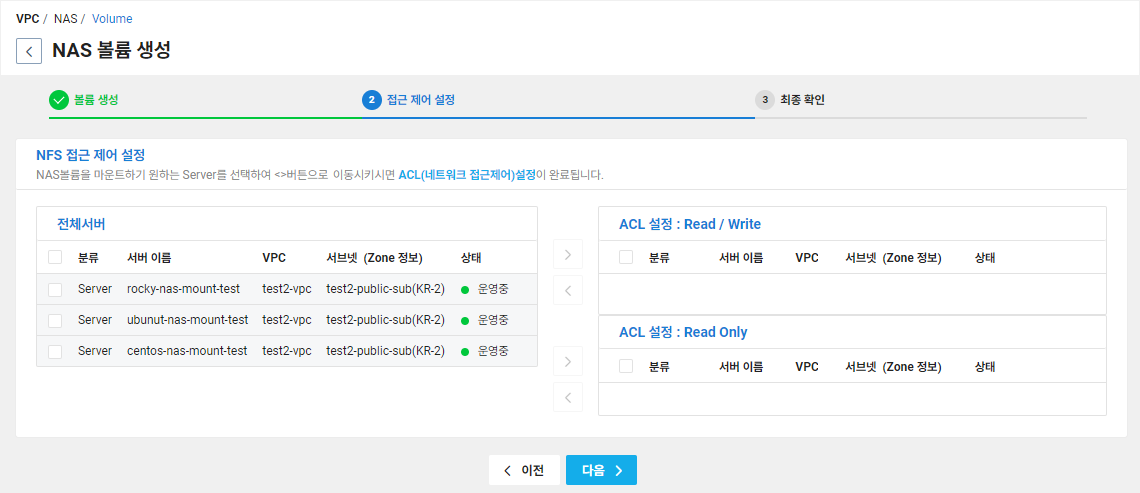 VPC / NAS / Volume
NAS 볼륨 생성
볼륨 생성
2 접근 제어 설정
3 최종 확인
NFS 접근 제어 설정
NAS볼륨을 마운트하기 원하는 Server를 선택하여 <>버튼으로 이동시키시면 ACL(네트워크 접근제어)설정이 완료됩니다.
전체서버
분류 서버 이름 VPC 서브넷 (Zone 정보) 상태
Server rocky-nas-mount-test test2-vpc test2-public-sub(KR-2) 운영중
Server ubunut-nas-mount-test test2-vpc test2-public-sub(KR-2) 운영중
Server centos-nas-mount-test test2-vpc test2-public-sub(KR-2) 운영중
ACL 설정 : Read / Write
분류 서버 이름 VPC 서브넷 (Zone 정보) 상태
ACL 설정 : Read Only
분류 서버 이름 VPC 서브넷 (Zone 정보) 상태
이전
다음